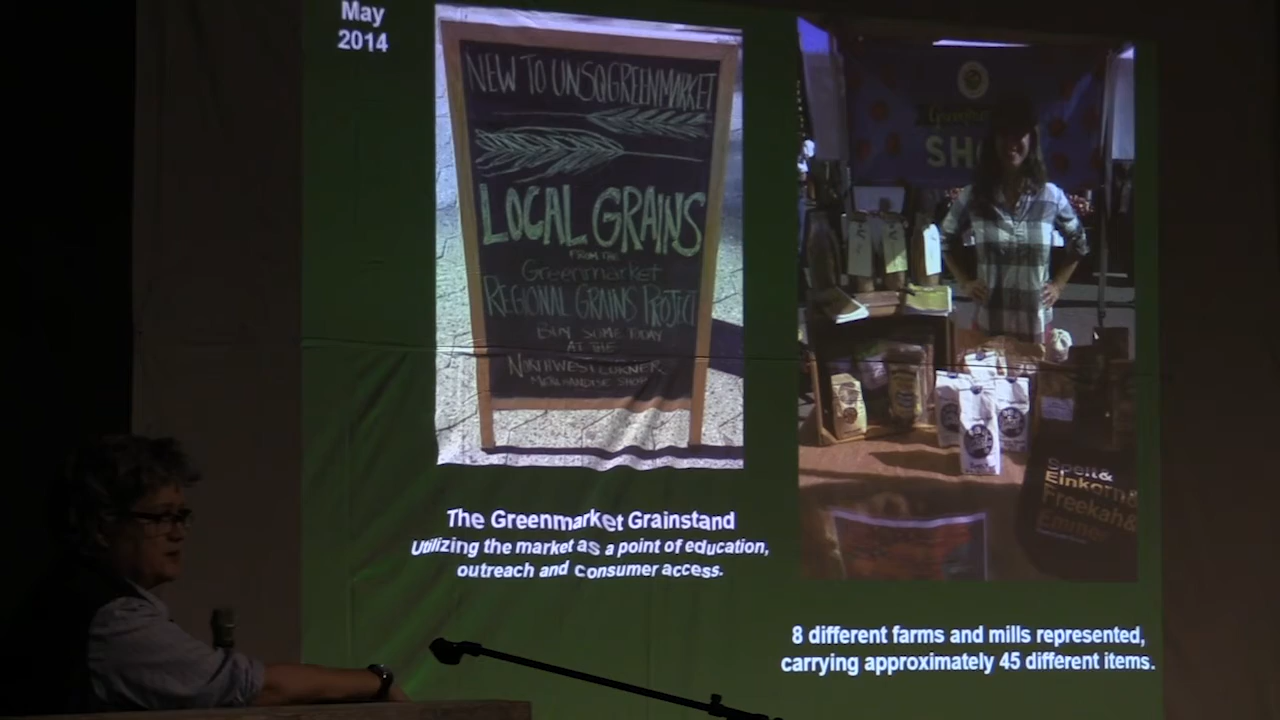 May
2014
NEW TO UNSQGREENMARKET
LOCAL GRAINS
FROM THE
Greenmarket
REGIONAL GRAINS PROJECT
BUY SOME TODAY
AT THE
NORTHWEST CORNER
MERCHANDISE SHOP
The Greenmarket Grainstand
Utilizing the market as a point of education,
outreach and consumer access.
Spelt&
Einkorn&
Freekah&
Emmer
8 different farms and mills represented,
carrying approximately 45 different items.